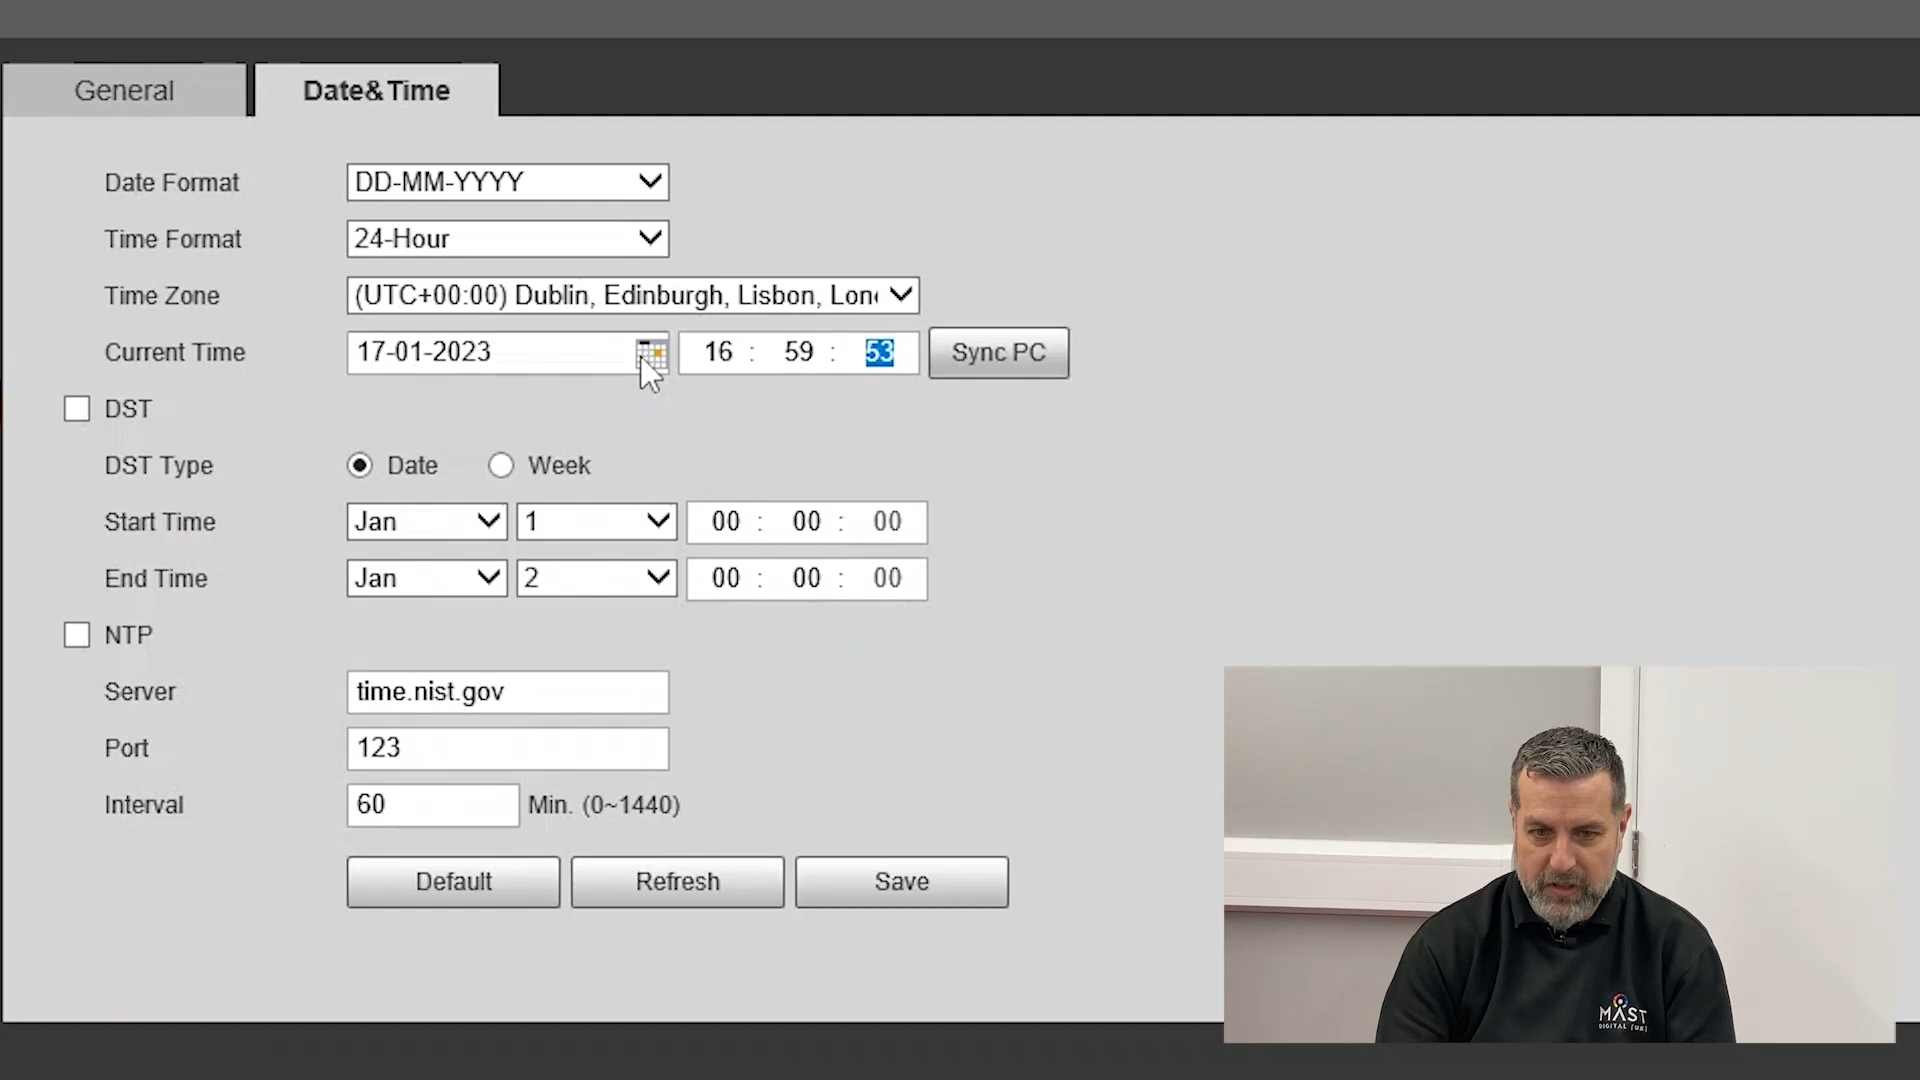 General Date&Time
Date Format DD-MM-YYYY
Time Format 24-Hour
Time Zone (UTC+00:00) Dublin, Edinburgh, Lisbon, Lon
Current Time 17-01-2023 16 : 59 : 53 Sync PC
DST
DST Type Date Week
Start Time Jan 1 00 : 00 : 00
End Time Jan 2 00 : 00 : 00
NTP
Server time.nist.gov
Port 123
Interval 60 Min. (0~1440)
Default Refresh Save
MAST
DIGITAL [UK]